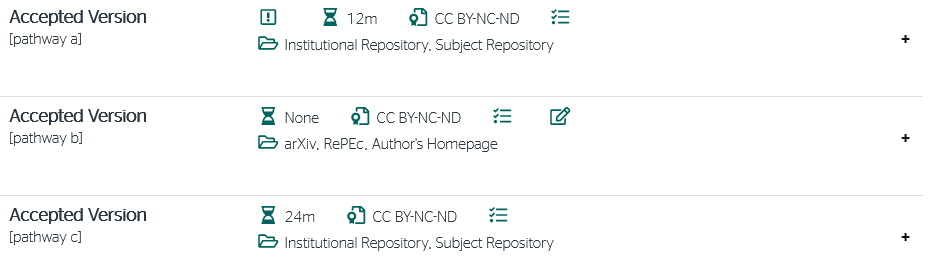 Accepted Version
[pathway a]
12m CC BY-NC-ND
Institutional Repository, Subject Repository
+
Accepted Version
[pathway b]
None CC BY-NC-ND
arXiv, RePEc, Author's Homepage
+
Accepted Version
[pathway c]
24m CC BY-NC-ND
Institutional Repository, Subject Repository
+